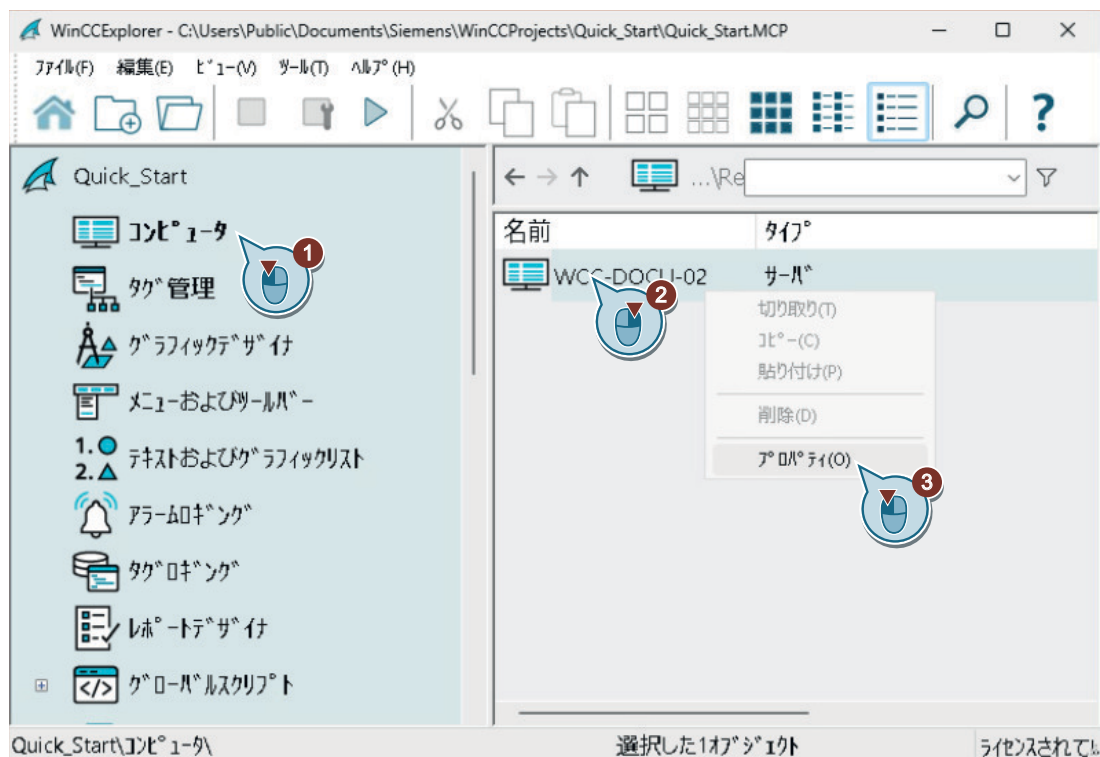 WinCCExplorer - C:\Users\Public\Documents\Siemens\WinCCProjects\Quick_Start\Quick_Start.MCP
ﾌｧｲﾙ(F) 編集(E) ﾋﾞｭｰ(V) ﾂｰﾙ(T) ﾍﾙﾌﾟ(H)
Quick_Start
ｺﾝﾋﾟｭｰﾀ
1
ﾀｸﾞ管理
ｸﾞﾗﾌｨｯｸﾃﾞｻﾞｲﾅ
ﾒﾆｭｰおよびﾂｰﾙﾊﾞｰ
1.
2.
ﾃｷｽﾄおよびｸﾞﾗﾌｨｯｸﾘｽﾄ
ｱﾗｰﾑﾛｷﾞﾝｸﾞ
ﾀｸﾞﾛｷﾞﾝｸﾞ
ﾚﾎﾟｰﾄﾃﾞｻﾞｲﾅ
ｸﾞﾛｰﾊﾞﾙｽｸﾘﾌﾟﾄ
...\Re
名前 ﾀｲﾌﾟ
WCC-DOCLI-02 ｻｰﾊﾞ
2
切り取り(T)
ｺﾋﾟｰ(C)
貼り付け(P)
削除(D)
ﾌﾟﾛﾊﾟﾃｨ(O)
3
Quick_Start\ｺﾝﾋﾟｭｰﾀ\ 選択した1ｵﾌﾞｼﾞｪｸﾄ ﾗｲｾﾝｽされて